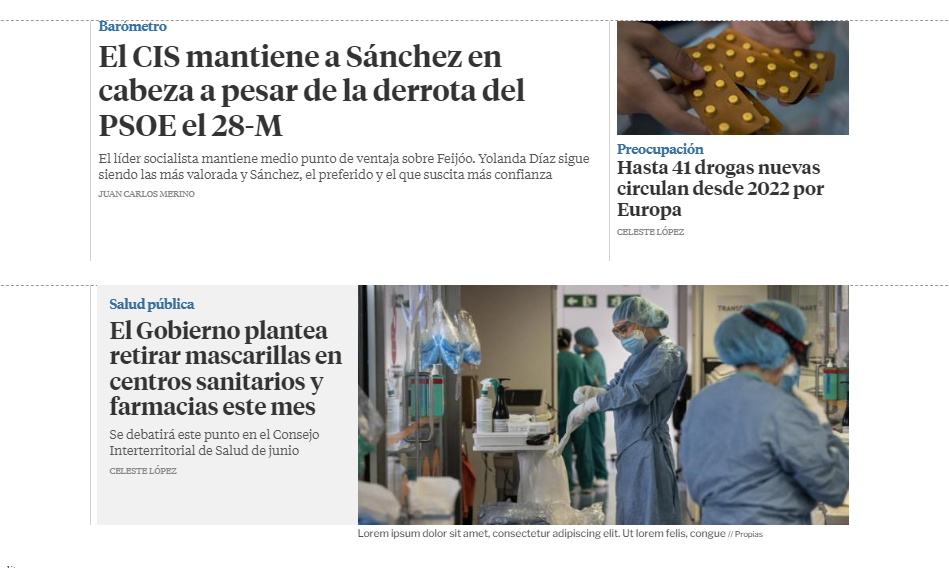 Barómetro
El CIS mantiene a Sánchez en
cabeza a pesar de la derrota del
PSOE el 28-M
El líder socialista mantiene medio punto de ventaja sobre Feijóo. Yolanda Díaz sigue
siendo las más valorada y Sánchez, el preferido y el que suscita más confianza
JUAN CARLOS MERINO
Preocupación
Hasta 41 drogas nuevas
circulan desde 2022 por
Europa
CELESTE LÓPEZ
Salud pública
El Gobierno plantea
retirar mascarillas en
centros sanitarios y
farmacias este mes
Se debatirá este punto en el Consejo
Interterritorial de Salud de junio
CELESTE LÓPEZ
Lorem ipsum dolor sit amet, consectetur adipiscing elit. Ut lorem felis, congue // Propias